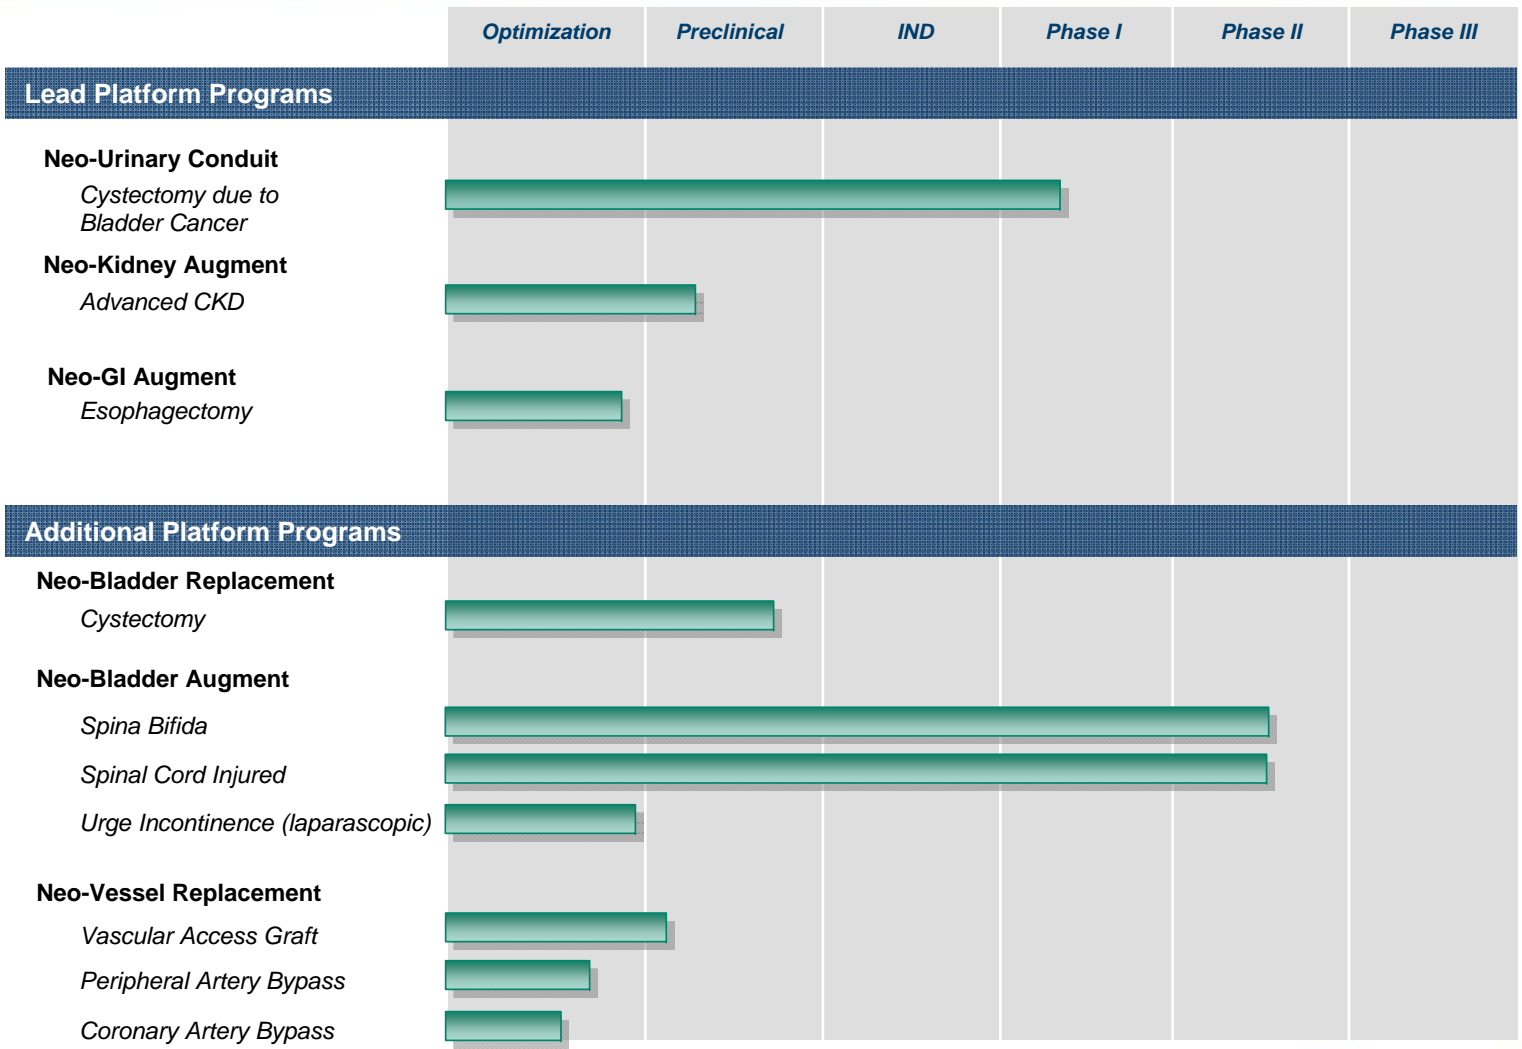 Optimization Preclinical IND Phase I Phase II Phase III
Lead Platform Programs
Neo-Urinary Conduit
Cystectomy due to
Bladder Cancer
Neo-Kidney Augment
Advanced CKD
Neo-GI Augment
Esophagectomy
Additional Platform Programs
Neo-Bladder Replacement
Cystectomy
Neo-Bladder Augment
Spina Bifida
Spinal Cord Injured
Urge Incontinence (laparascopic)
Neo-Vessel Replacement
Vascular Access Graft
Peripheral Artery Bypass
Coronary Artery Bypass